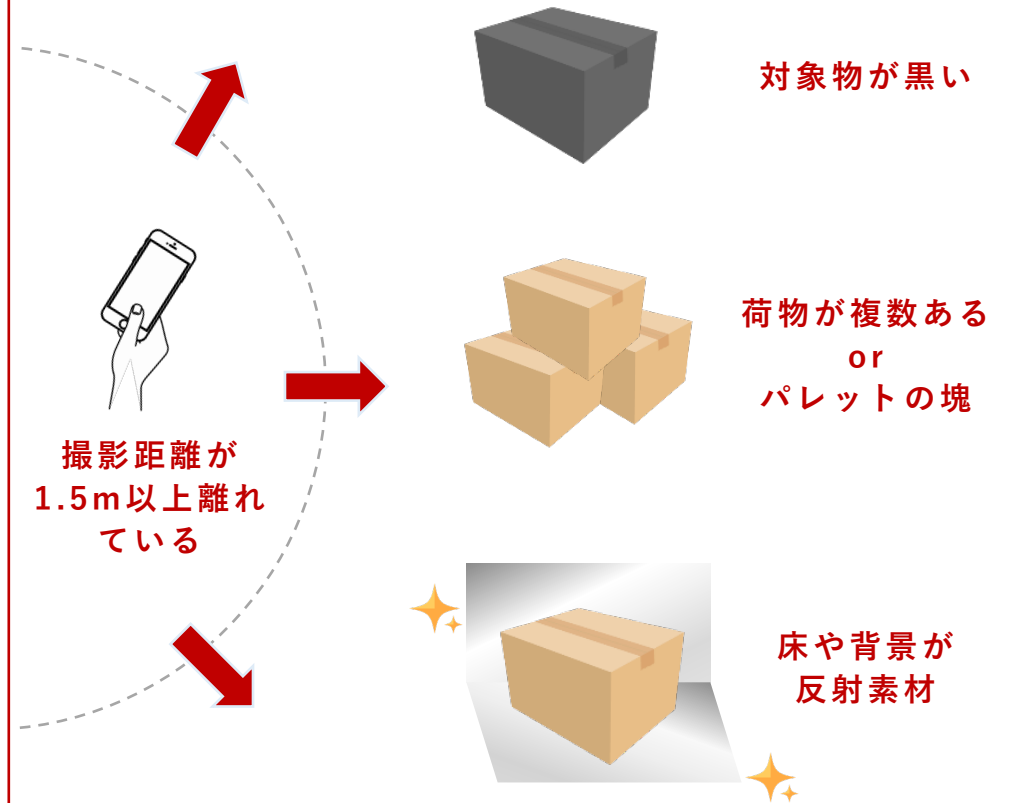 対象物が黒い
荷物が複数ある
or
パレットの塊
撮影距離が
1.5m以上離れ
ている
床や背景が
反射素材